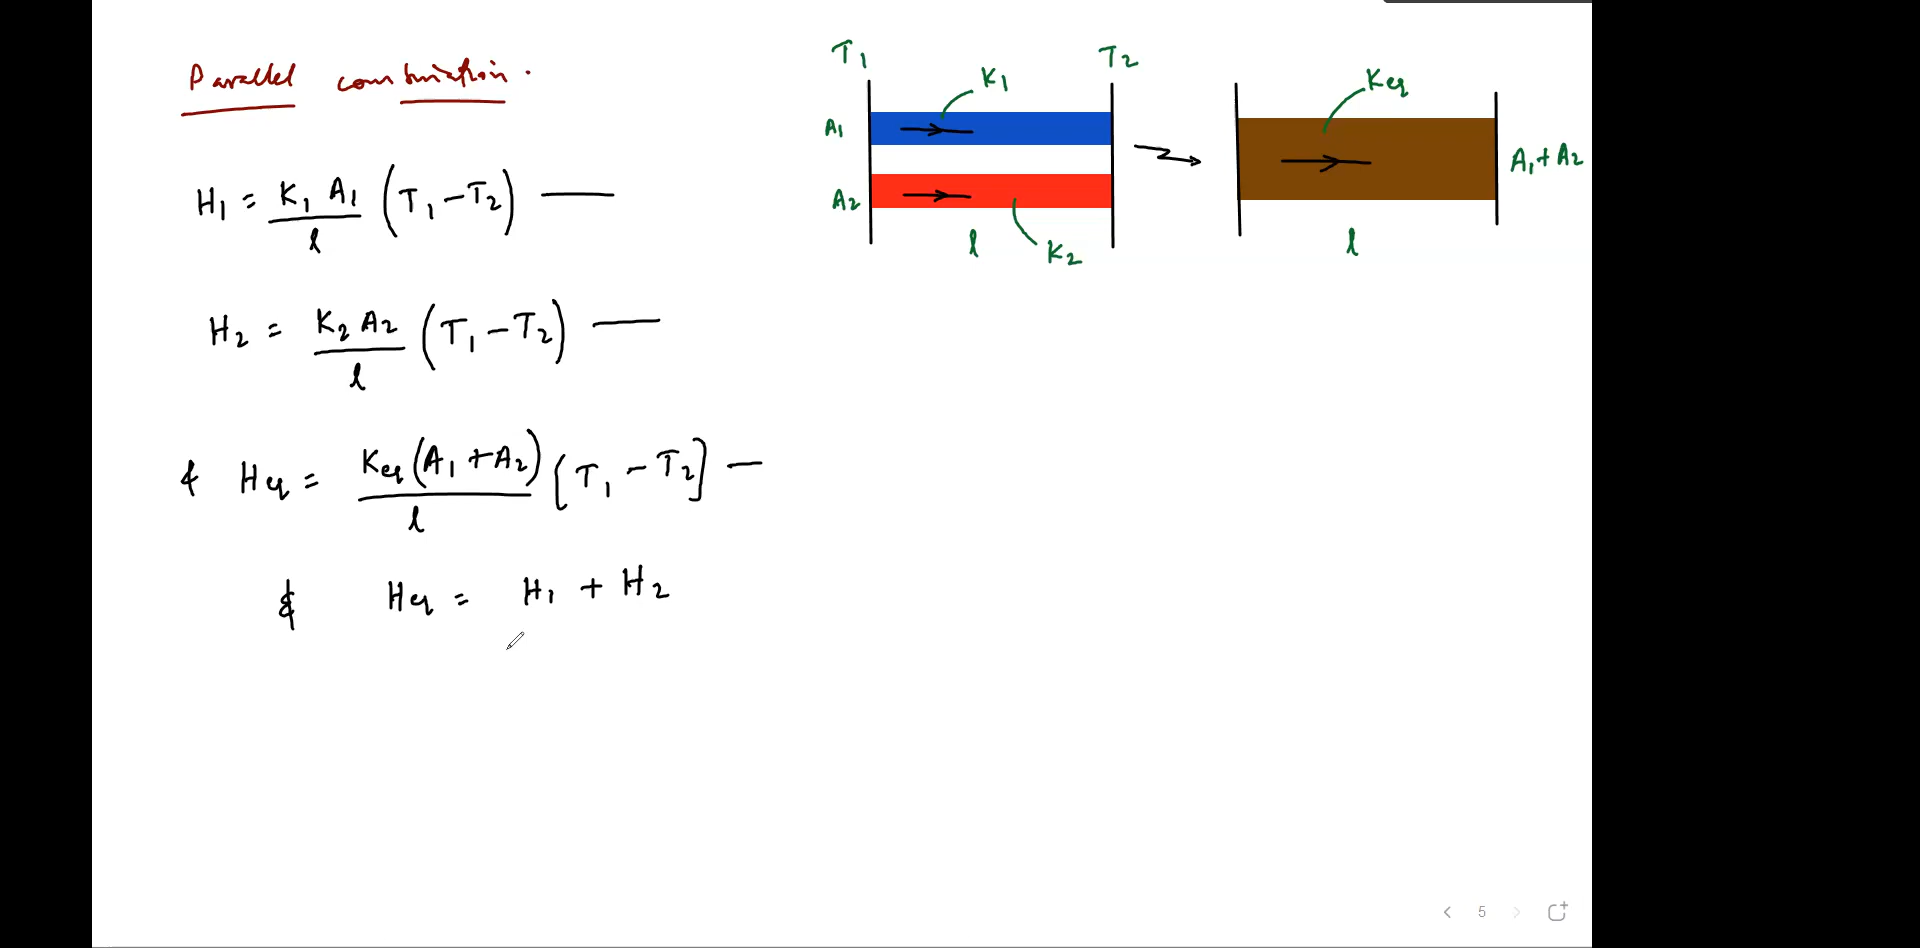 Parallel combination.
H₁ = K₁ A₁ / l (T₁ - T₂) —
H₂ = K₂ A₂ / l (T₁ - T₂) —
& Heq = Keq (A₁ + A₂) / l [T₁ - T₂] —
& Heq = H₁ + H₂
T₁ T₂
K₁
A₁
A₂
l
K₂
Keq
A₁ + A₂
l
5